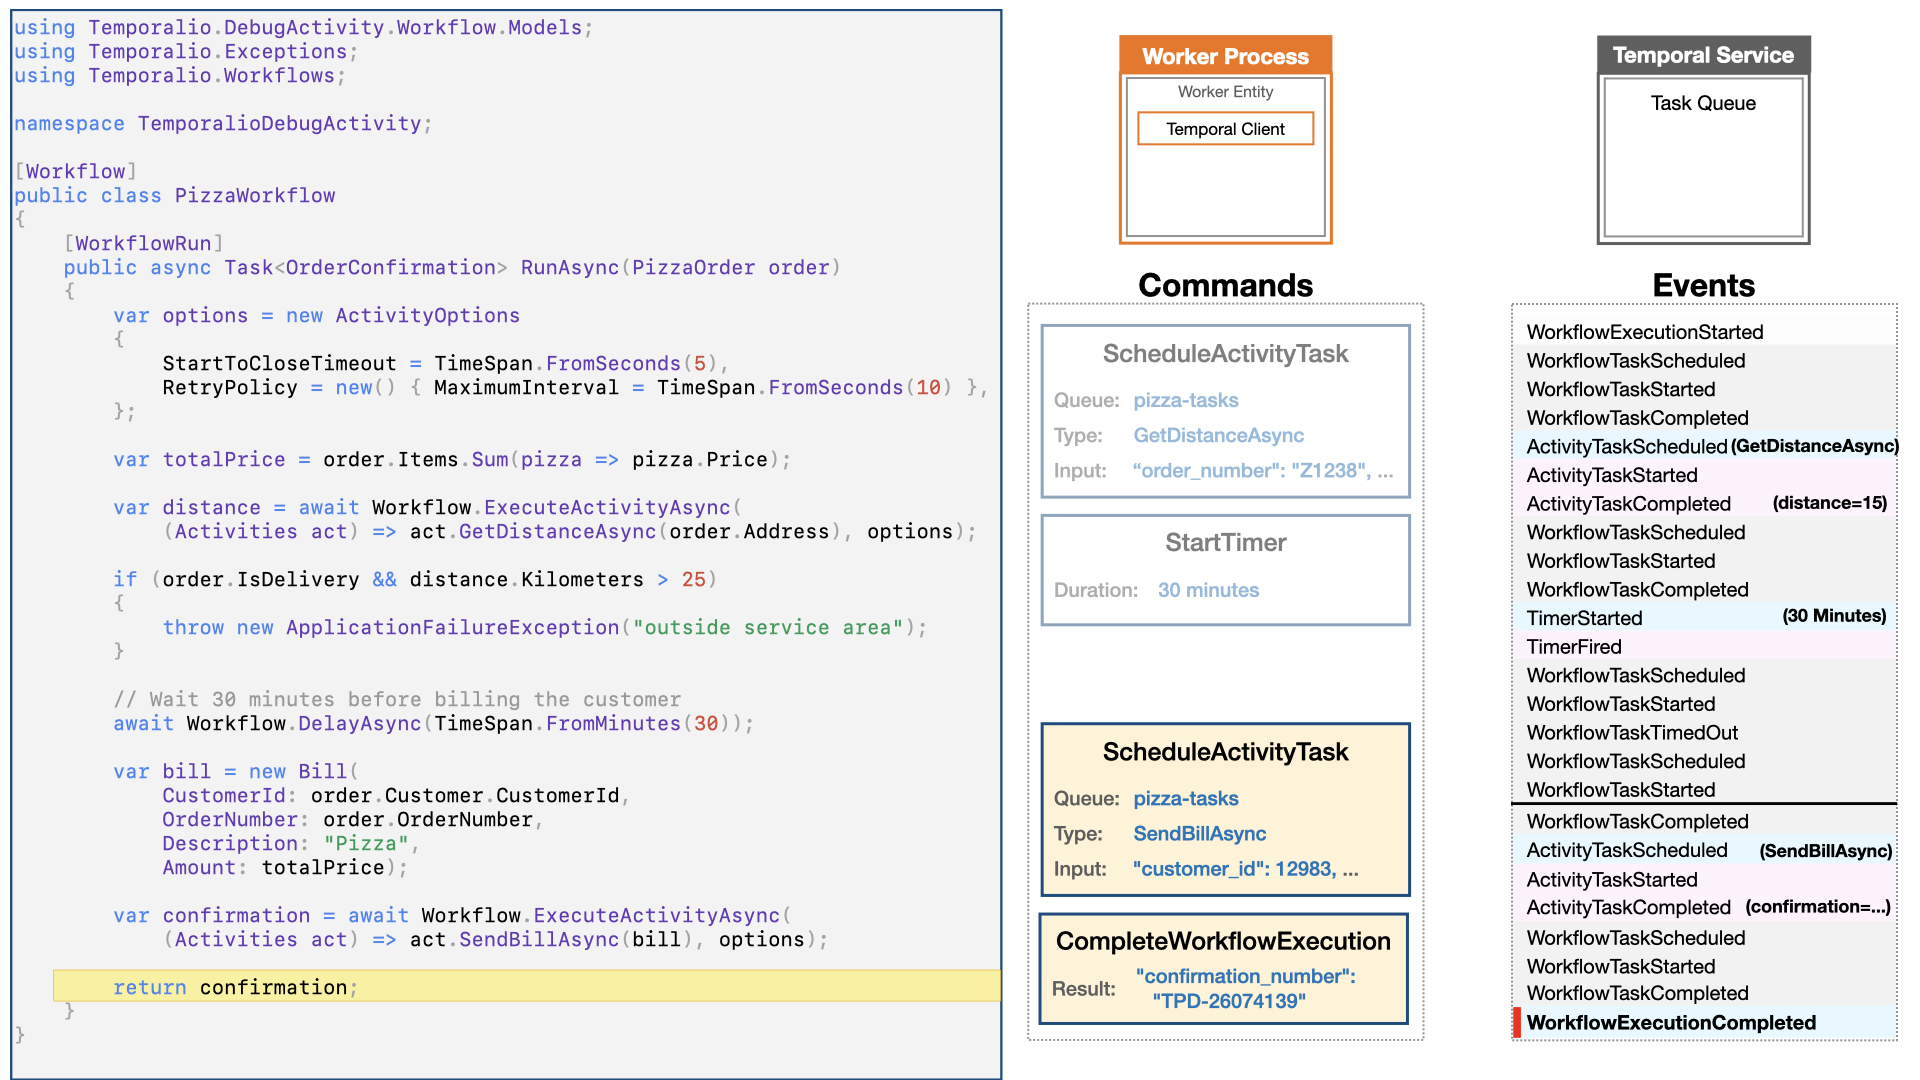 using Temporalio.DebugActivity.Workflow.Models;
using Temporalio.Exceptions;
using Temporalio.Workflows;
namespace TemporalioDebugActivity;
[Workflow]
public class PizzaWorkflow
{
[WorkflowRun]
public async Task<OrderConfirmation> RunAsync(PizzaOrder order)
{
var options = new ActivityOptions
{
StartToCloseTimeout = TimeSpan.FromSeconds(5),
RetryPolicy = new() { MaximumInterval = TimeSpan.FromSeconds(10) },
};
var totalPrice = order.Items.Sum(pizza => pizza.Price);
var distance = await Workflow.ExecuteActivityAsync(
(Activities act) => act.GetDistanceAsync(order.Address), options);
if (order.IsDelivery && distance.Kilometers > 25)
{
throw new ApplicationFailureException("outside service area");
}
// Wait 30 minutes before billing the customer
await Workflow.DelayAsync(TimeSpan.FromMinutes(30));
var bill = new Bill(
CustomerId: order.Customer.CustomerId,
OrderNumber: order.OrderNumber,
Description: "Pizza",
Amount: totalPrice);
var confirmation = await Workflow.ExecuteActivityAsync(
(Activities act) => act.SendBillAsync(bill), options);
return confirmation;
}
}
Worker Process
Worker Entity
Temporal Client
Commands
ScheduleActivityTask
Queue: pizza-tasks
Type: GetDistanceAsync
Input: “order_number": "Z1238", ...
StartTimer
Duration: 30 minutes
ScheduleActivityTask
Queue: pizza-tasks
Type: SendBillAsync
Input: "customer_id": 12983, ...
CompleteWorkflowExecution
Result: "confirmation_number":
"TPD-26074139"
Temporal Service
Task Queue
Events
WorkflowExecutionStarted
WorkflowTaskScheduled
WorkflowTaskStarted
WorkflowTaskCompleted
ActivityTaskScheduled (GetDistanceAsync)
ActivityTaskStarted
ActivityTaskCompleted (distance=15)
WorkflowTaskScheduled
WorkflowTaskStarted
WorkflowTaskCompleted
TimerStarted (30 Minutes)
TimerFired
WorkflowTaskScheduled
WorkflowTaskStarted
WorkflowTaskTimedOut
WorkflowTaskScheduled
WorkflowTaskStarted
WorkflowTaskCompleted
ActivityTaskScheduled (SendBillAsync)
ActivityTaskStarted
ActivityTaskCompleted (confirmation=...)
WorkflowTaskScheduled
WorkflowTaskStarted
WorkflowTaskCompleted
WorkflowExecutionCompleted